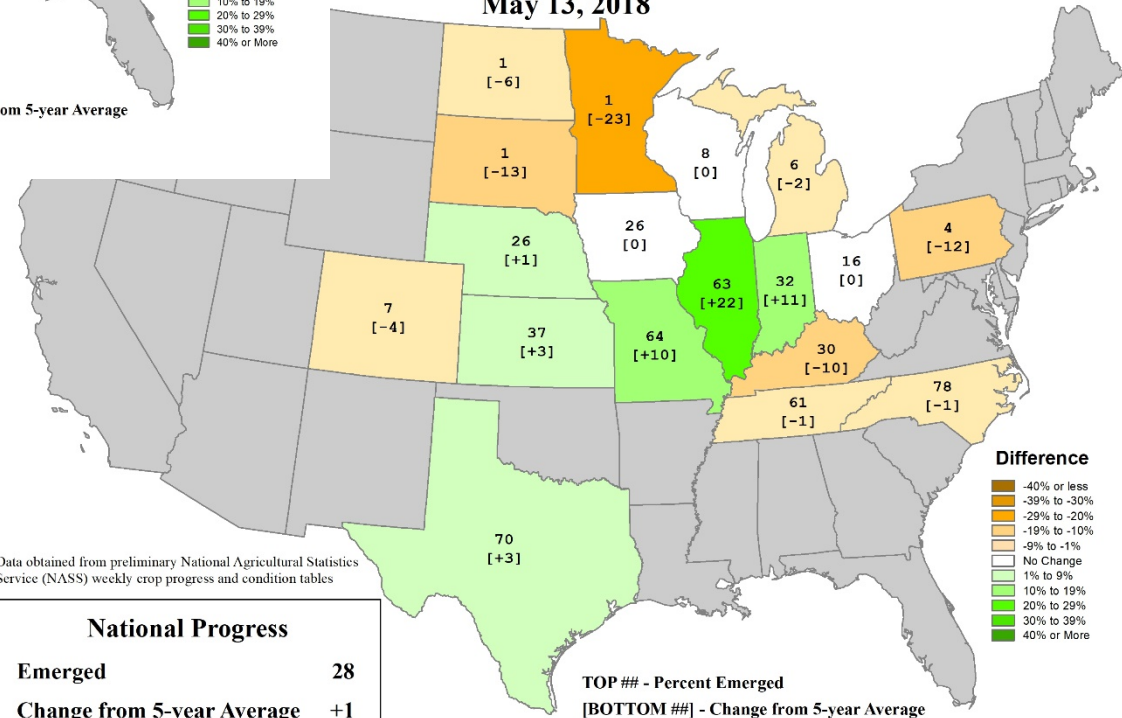 May 13, 2018
10% to 19%
20% to 29%
30% to 39%
40% or More
om 5-year Average
1
[-6]
1
[-23]
1
[-13]
8
[0]
6
[-2]
26
[+1]
26
[0]
63
[+22]
32
[+11]
16
[0]
4
[-12]
7
[-4]
37
[+3]
64
[+10]
30
[-10]
61
[-1]
78
[-1]
70
[+3]
Difference
-40% or less
-39% to -30%
-29% to -20%
-19% to -10%
-9% to -1%
No Change
1% to 9%
10% to 19%
20% to 29%
30% to 39%
40% or More
Data obtained from preliminary National Agricultural Statistics
Service (NASS) weekly crop progress and condition tables
National Progress
Emerged 28
Change from 5-year Average +1
TOP ## - Percent Emerged
[BOTTOM ##] - Change from 5-year Average